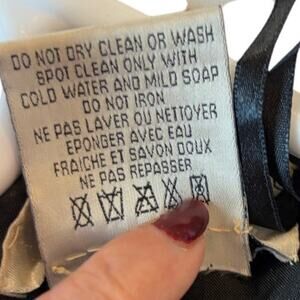 DO NOT DRY CLEAN OR WASH
SPOT CLEAN ONLY WITH
COLD WATER AND MILD SOAP
DO NOT IRON
NE PAS LAVER OU NETTOYER
EPONGER AVEC EAU
FRAICHE ET SAVON DOUX
NE PAS REPASSER